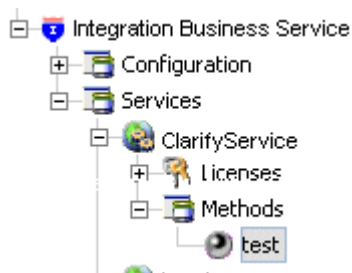 Integration Business Service
Configuration
Services
ClarifyService
Licenses
Methods
test